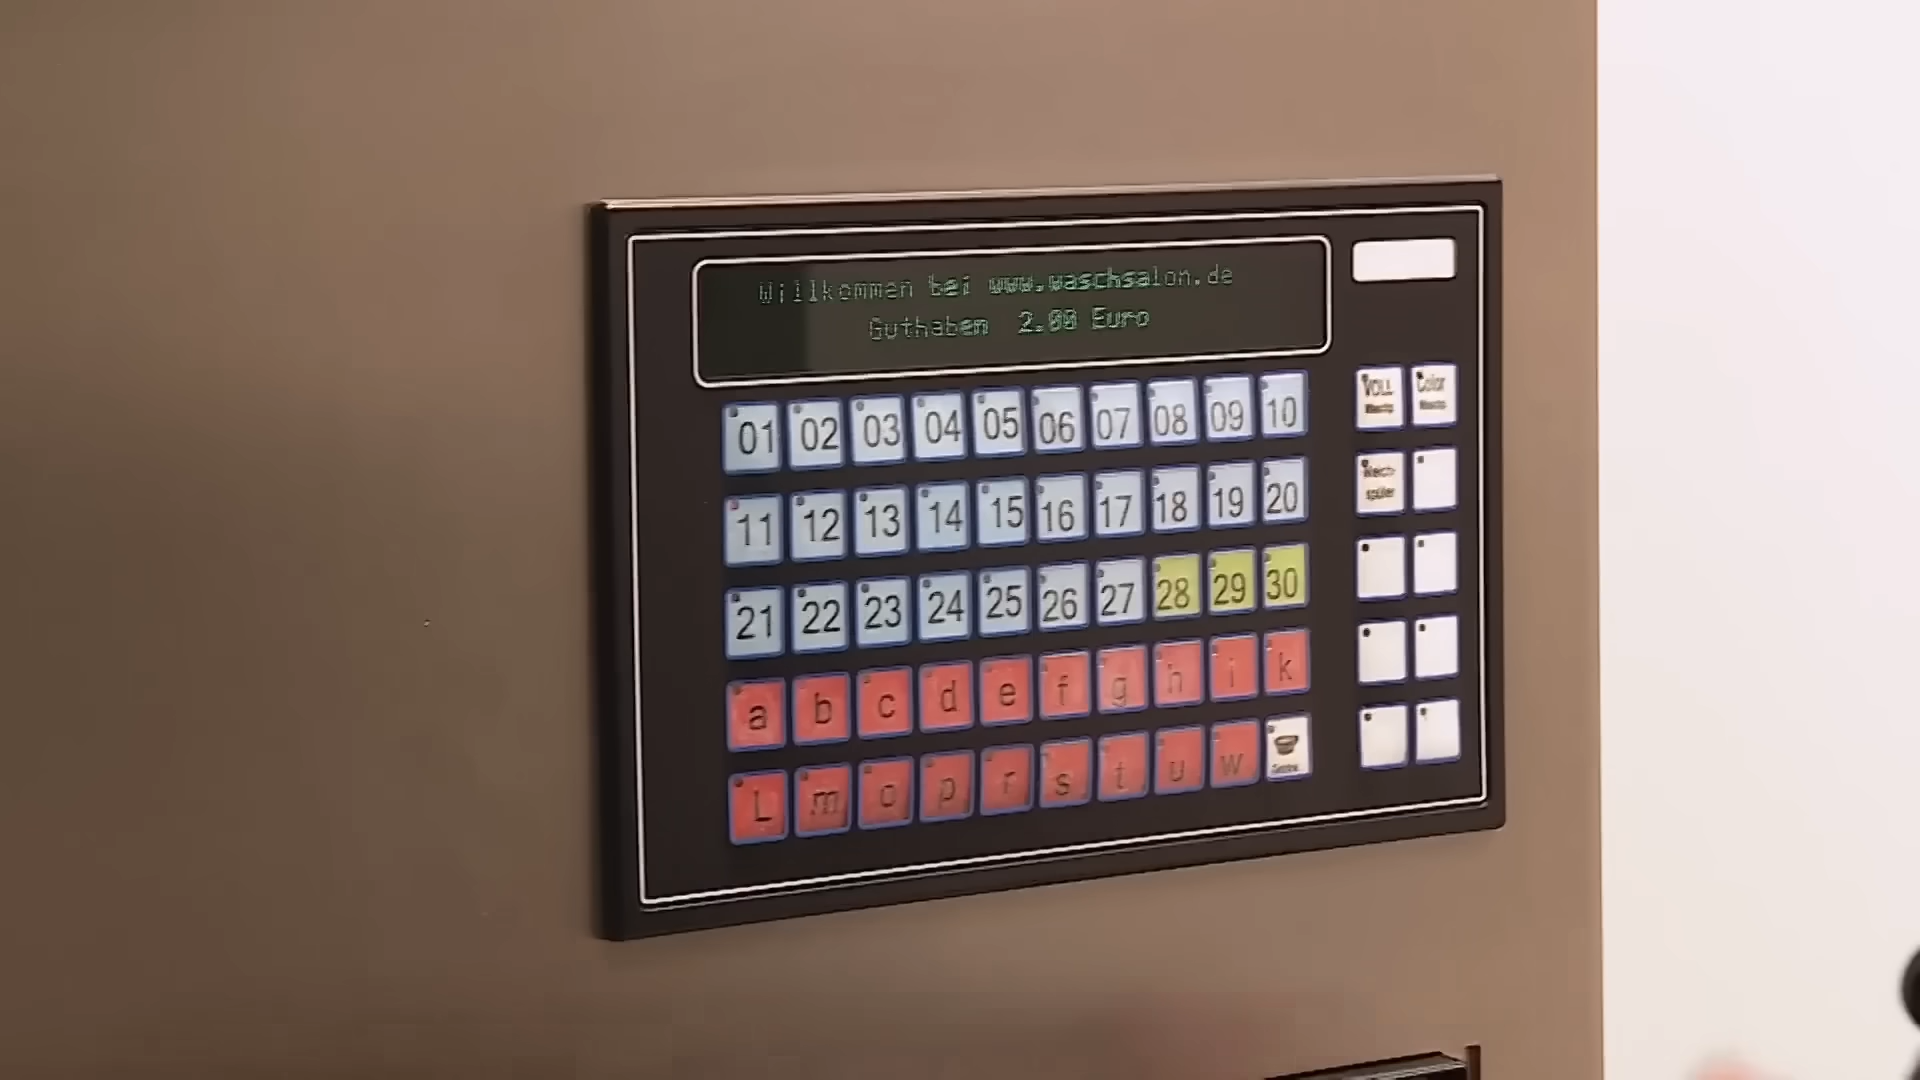 Willkommen bei www.waschsalon.de
Guthaben 2.00 Euro
01 02 03 04 05 06 07 08 09 10
VOLL
Color
11 12 13 14 15 16 17 18 19 20
Weich-
spüler
21 22 23 24 25 26 27 28 29 30
a b c d e f g h i k
L m o p r s t u w